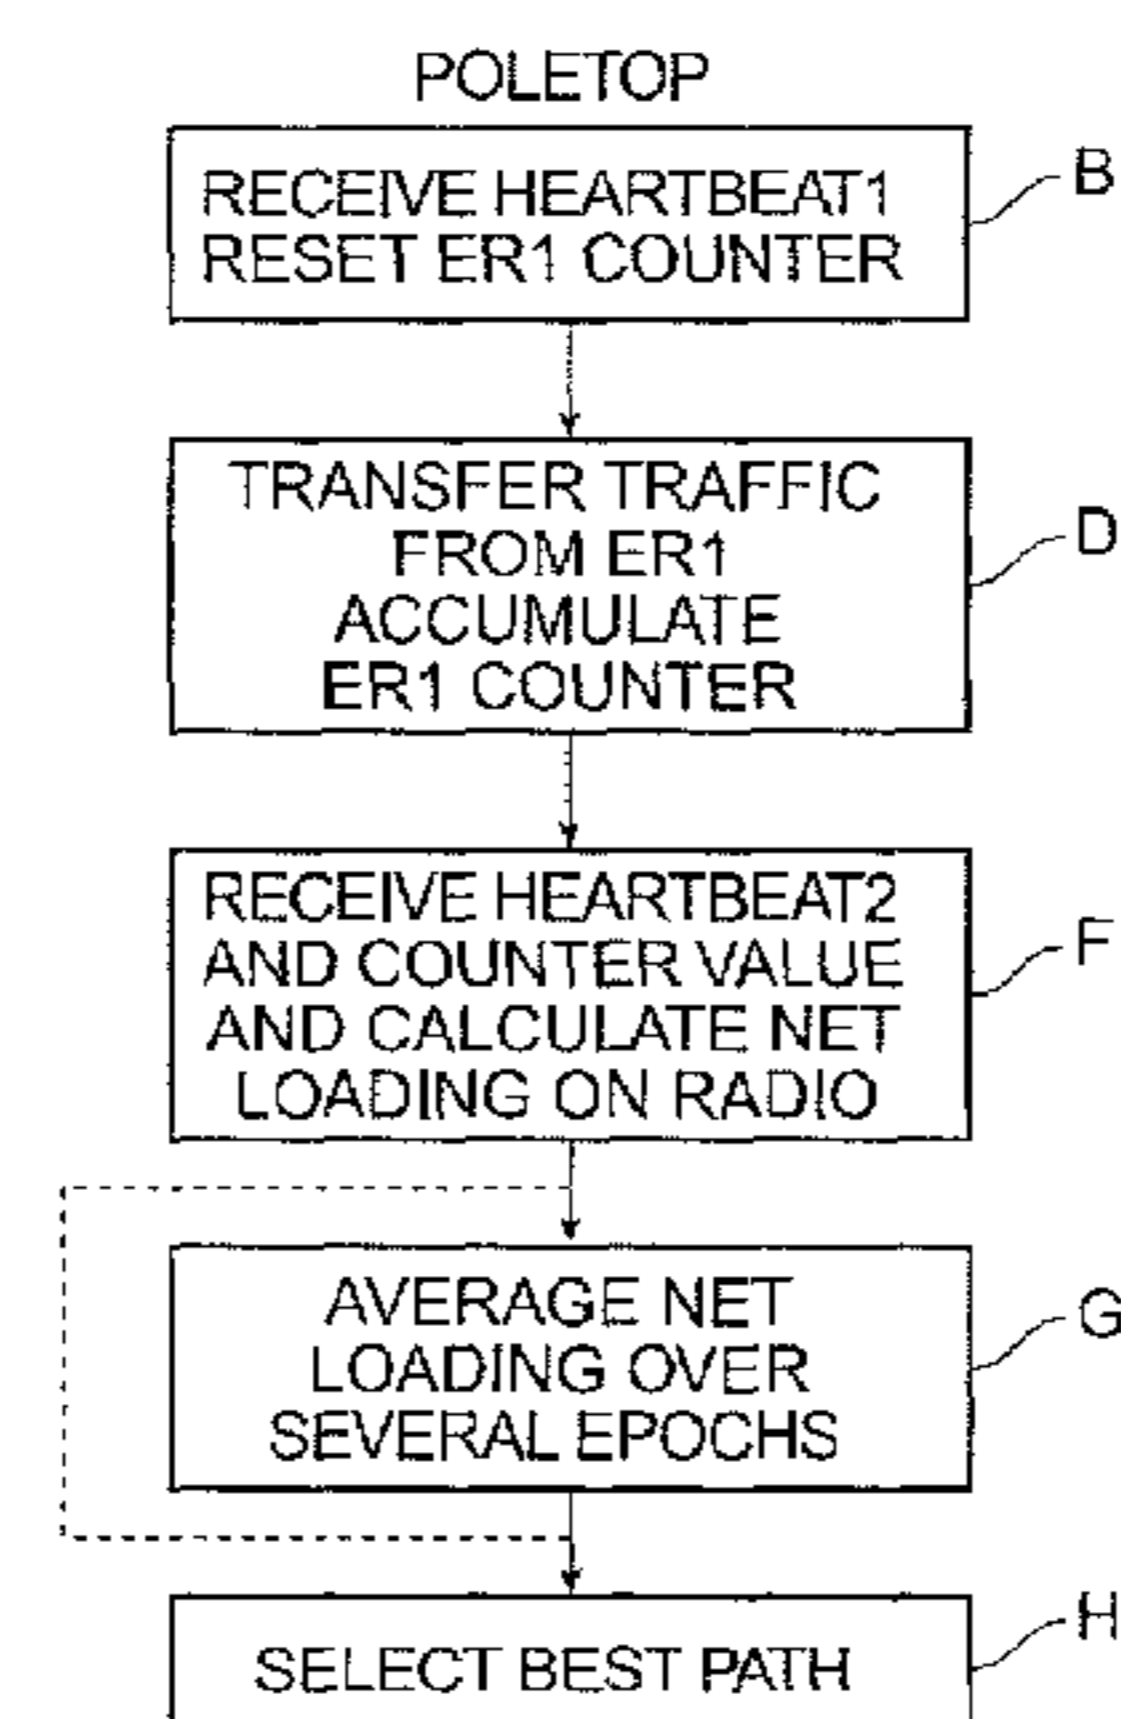 POLETOP
RECEIVE HEARTBEAT1
RESET ER1 COUNTER
B
TRANSFER TRAFFIC
FROM ER1
ACCUMULATE
ER1 COUNTER
D
RECEIVE HEARTBEAT2
AND COUNTER VALUE
AND CALCULATE NET
LOADING ON RADIO
F
AVERAGE NET
LOADING OVER
SEVERAL EPOCHS
G
SELECT BEST PATH
H